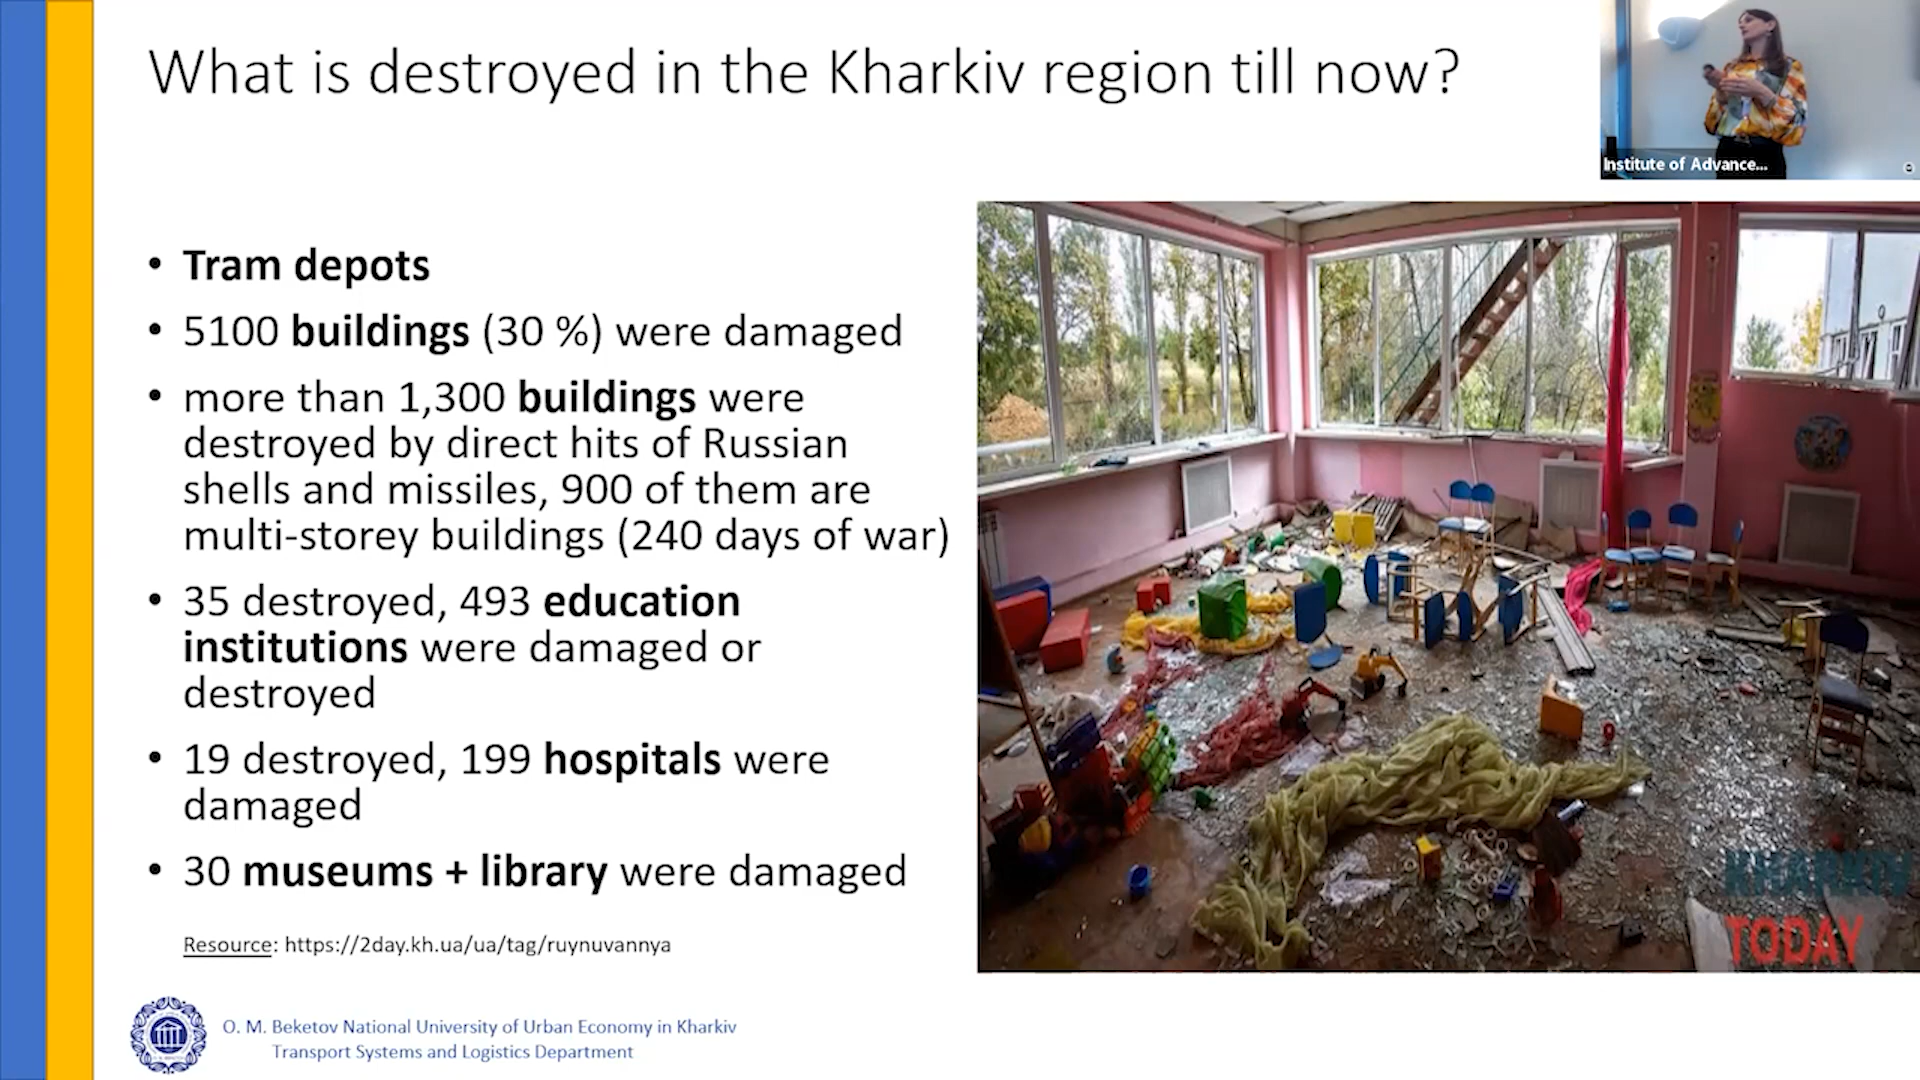 What is destroyed in the Kharkiv region till now?
Institute of Advance...
• Tram depots
• 5100 buildings (30 %) were damaged
• more than 1,300 buildings were
destroyed by direct hits of Russian
shells and missiles, 900 of them are
multi-storey buildings (240 days of war)
• 35 destroyed, 493 education
institutions were damaged or
destroyed
• 19 destroyed, 199 hospitals were
damaged
• 30 museums + library were damaged
Resource: https://2day.kh.ua/ua/tag/ruynuvannya
KHARKIV
TODAY
O. M. Beketov National University of Urban Economy in Kharkiv
Transport Systems and Logistics Department